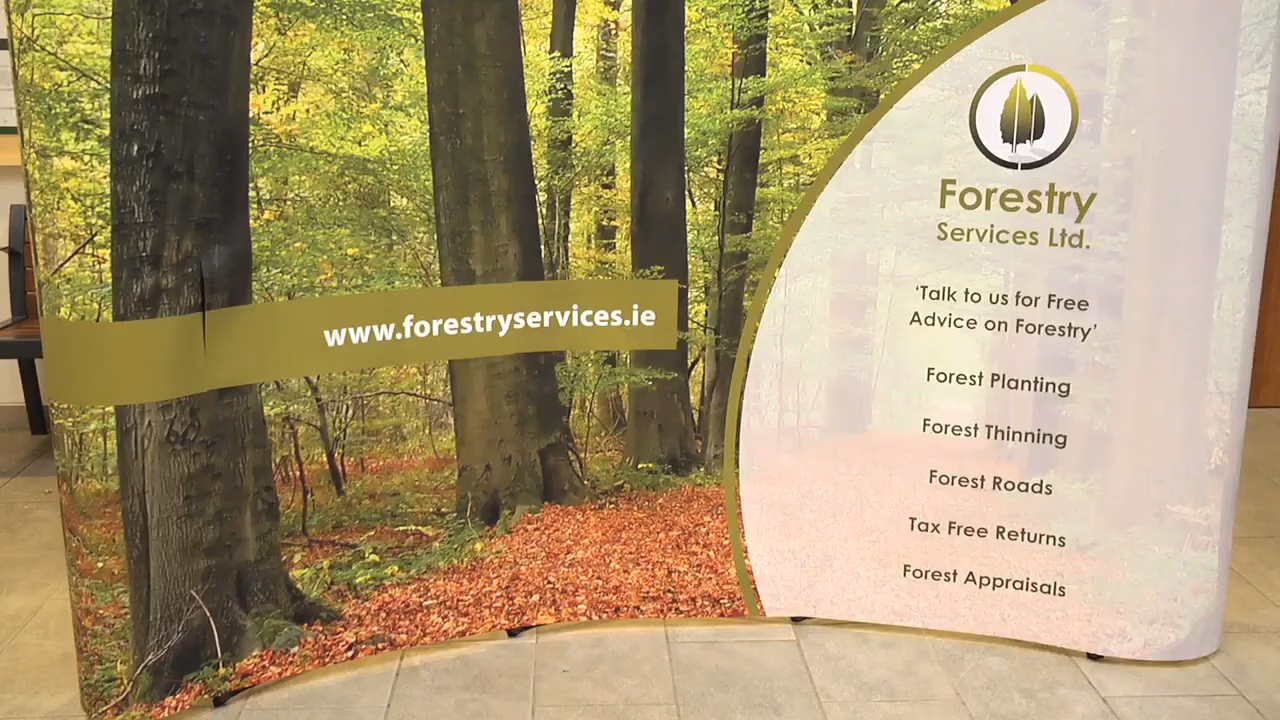 www.forestryservices.ie
Forestry
Services Ltd.
‘Talk to us for Free
Advice on Forestry’
Forest Planting
Forest Thinning
Forest Roads
Tax Free Returns
Forest Appraisals